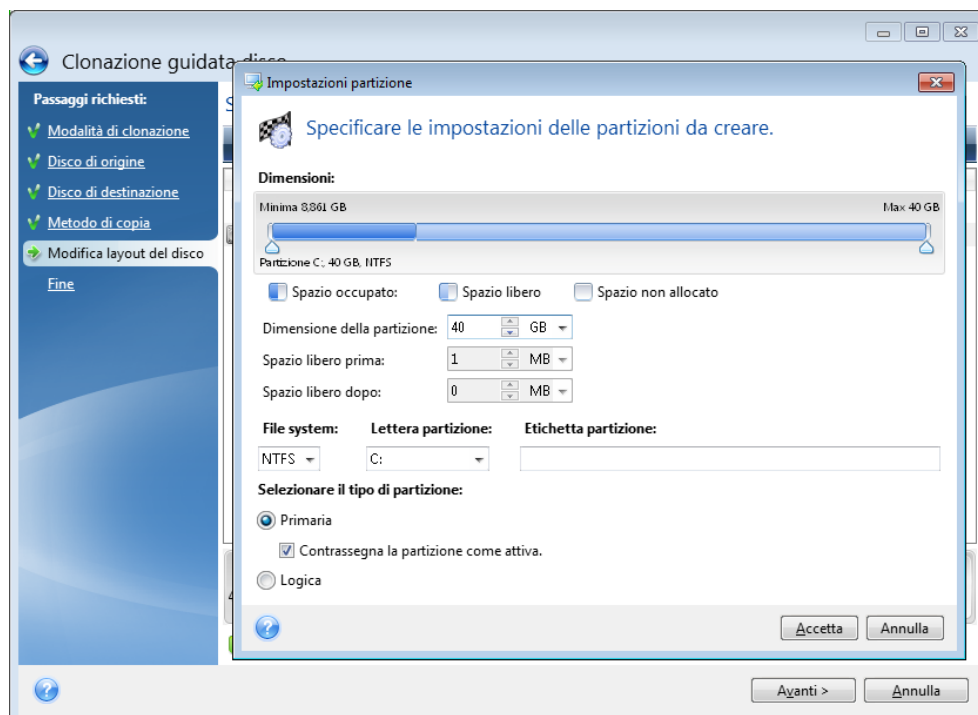 Clonazione guidata disco
Passaggi richiesti:
Modalità di clonazione
Disco di origine
Disco di destinazione
Metodo di copia
Modifica layout del disco
Fine
Impostazioni partizione
Specificare le impostazioni delle partizioni da creare.
Dimensioni:
Minima 8,861 GB Max 40 GB
Partizione C:, 40 GB, NTFS
Spazio occupato: Spazio libero Spazio non allocato
Dimensione della partizione: 40 GB
Spazio libero prima: 1 MB
Spazio libero dopo: 0 MB
File system: Lettera partizione: Etichetta partizione:
NTFS C:
Selezionare il tipo di partizione:
Primaria
Contrassegna la partizione come attiva.
Logica
Accetta Annulla
Avanti > Annulla